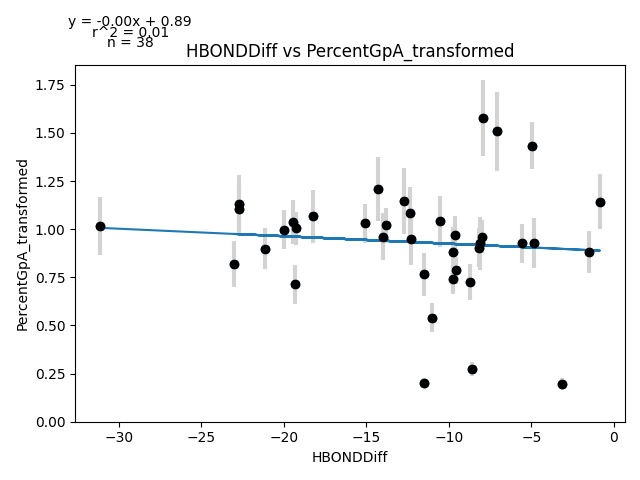 y = -0.00x + 0.89
r^2 = 0.01
n = 38
HBONDDiff vs PercentGpA_transformed
PercentGpA_transformed
1.75
1.50
1.25
1.00
0.75
0.50
0.25
0.00
−30
−25
−20
−15
−10
−5
0
HBONDDiff